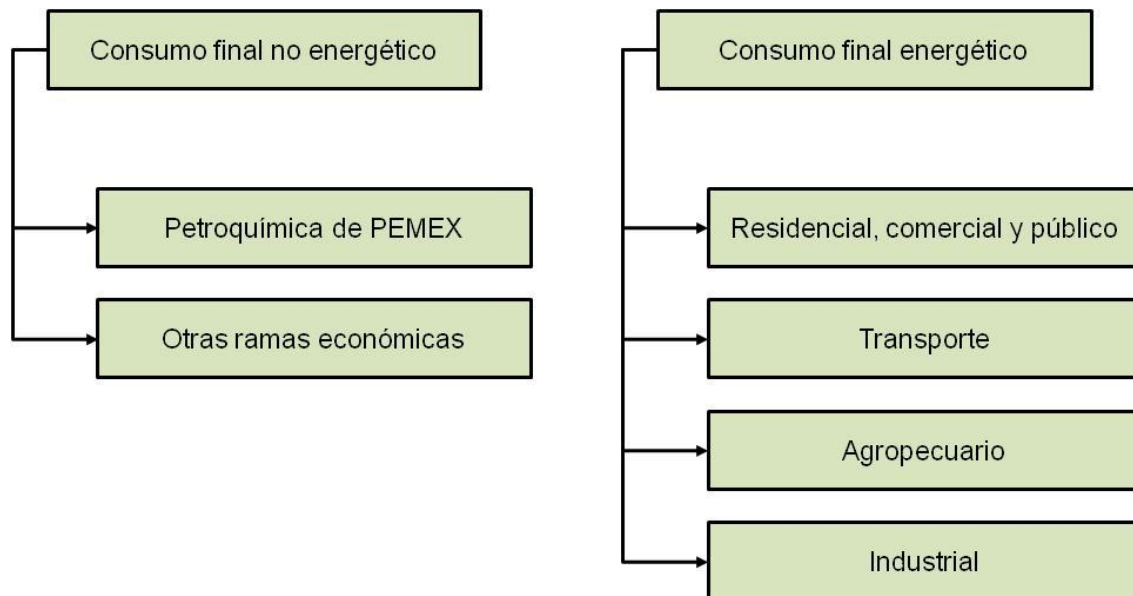 Consumo final no energético
Petroquímica de PEMEX
Otras ramas económicas
Consumo final energético
Residencial, comercial y público
Transporte
Agropecuario
Industrial